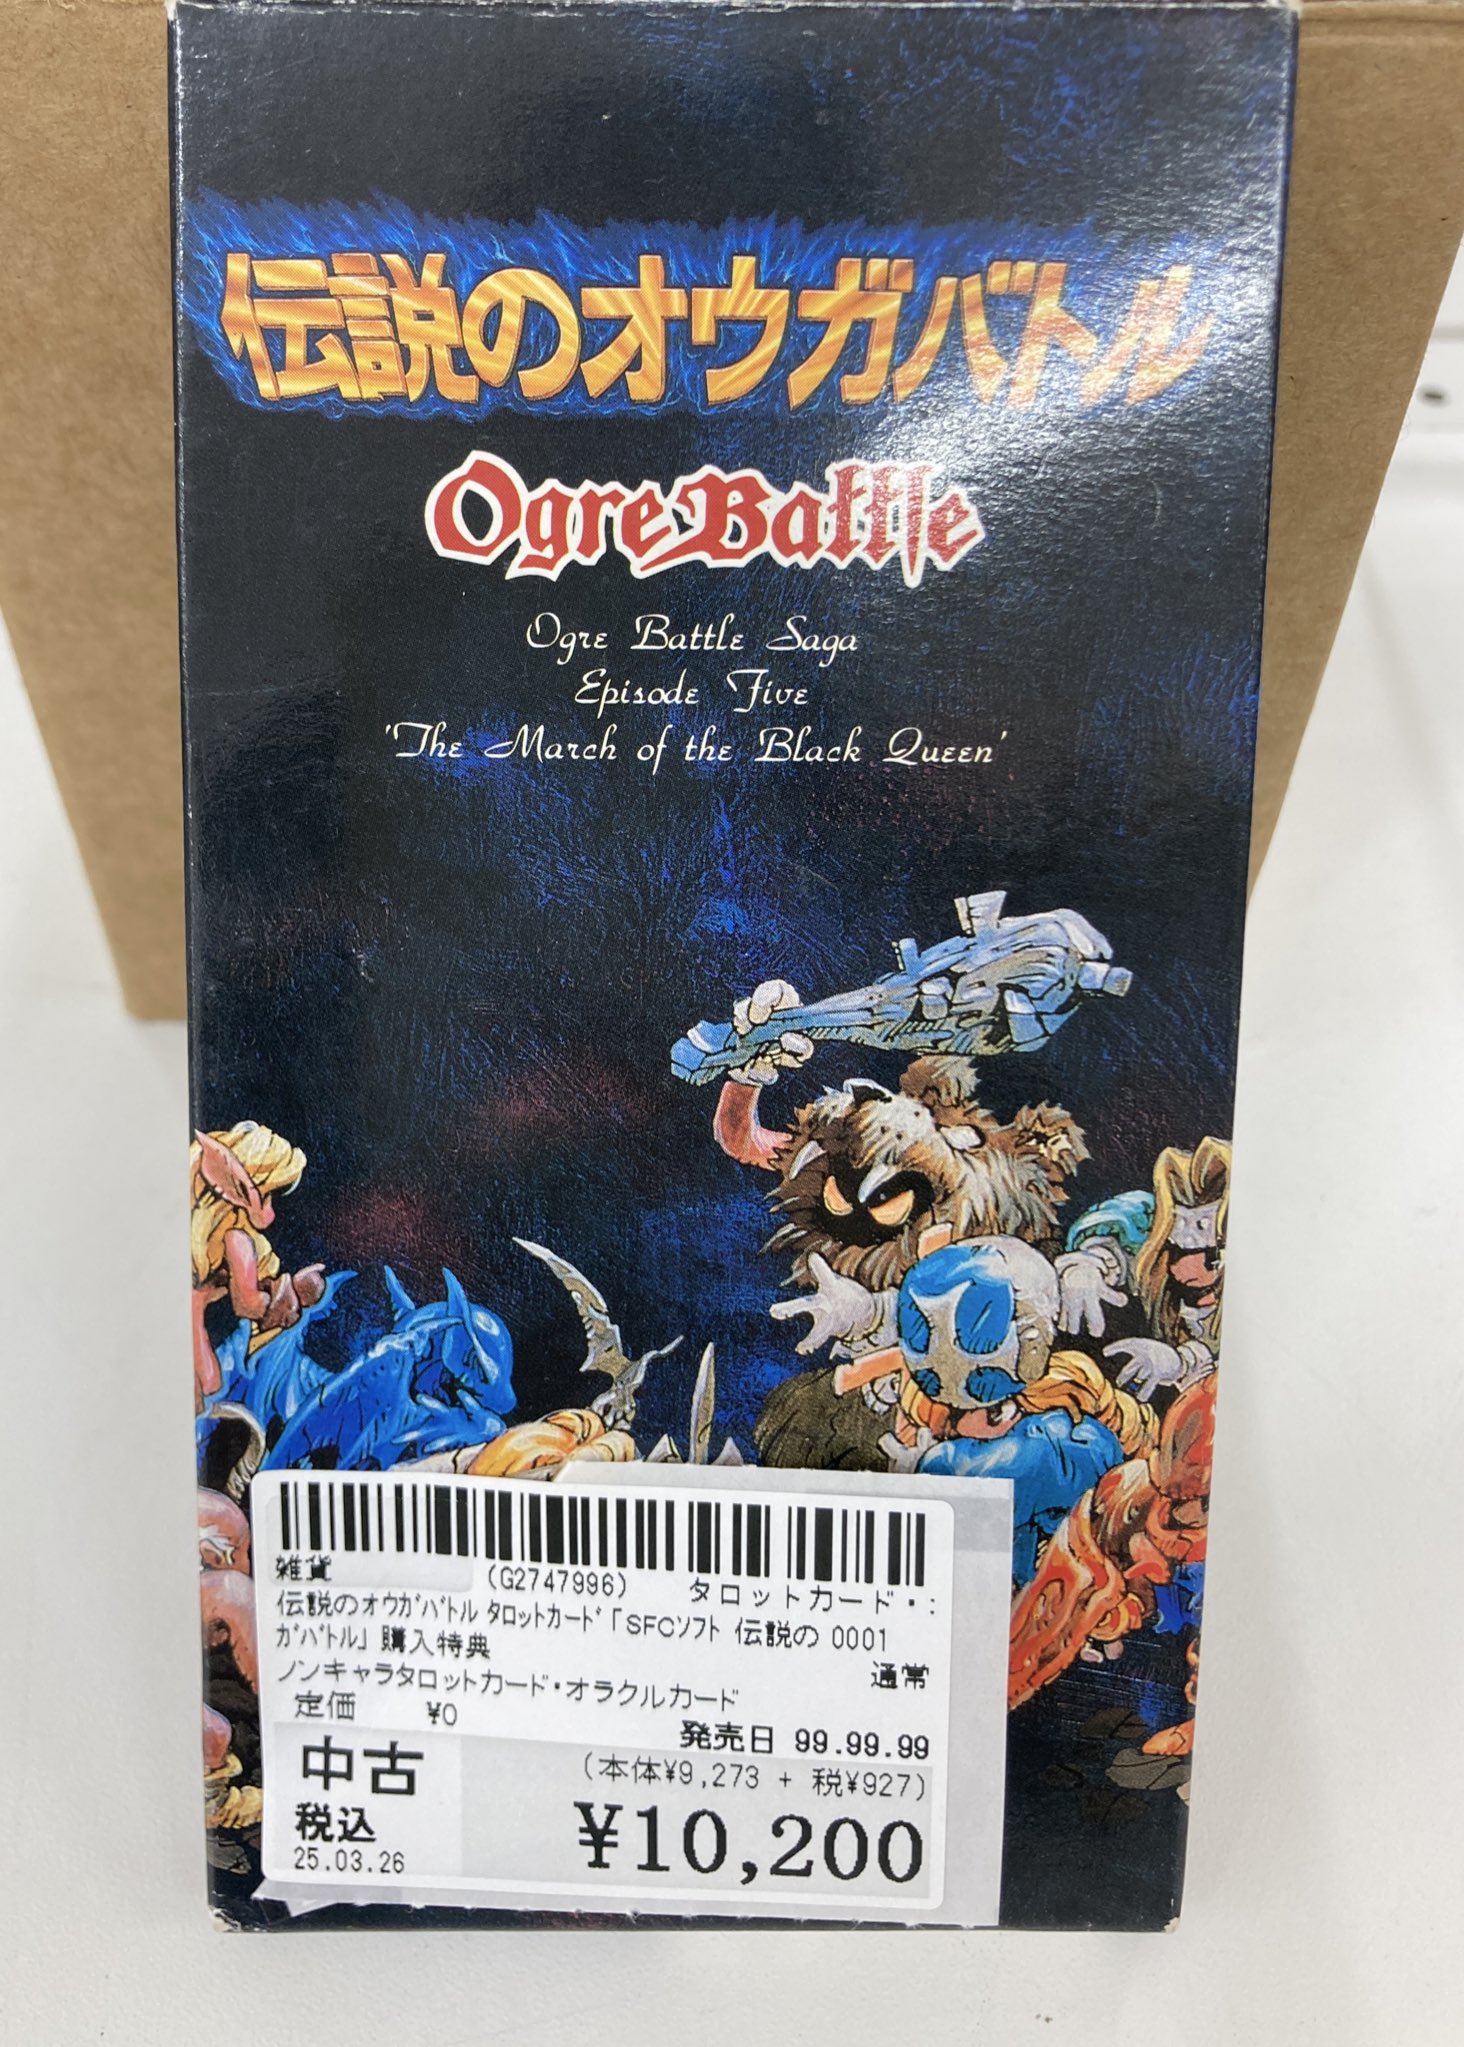 伝説のオウガバトル
OgreBattle
Ogre Battle Saga
Episode Five
'The March of the Black Queen'
雑貨 (G2747996) タロットカード・:
伝説のｵｳｶﾞﾊﾞﾄﾙ ﾀﾛｯﾄｶｰﾄﾞ「SFCｿﾌﾄ 伝説の 0001
ｶﾞﾊﾞﾄﾙ」購入特典
ノンキャラタロットカード・オラクルカード 通常
定価 ¥0
発売日 99.99.99
中古 (本体¥9,273 + 税¥927)
税込 ¥10,200
25.03.26